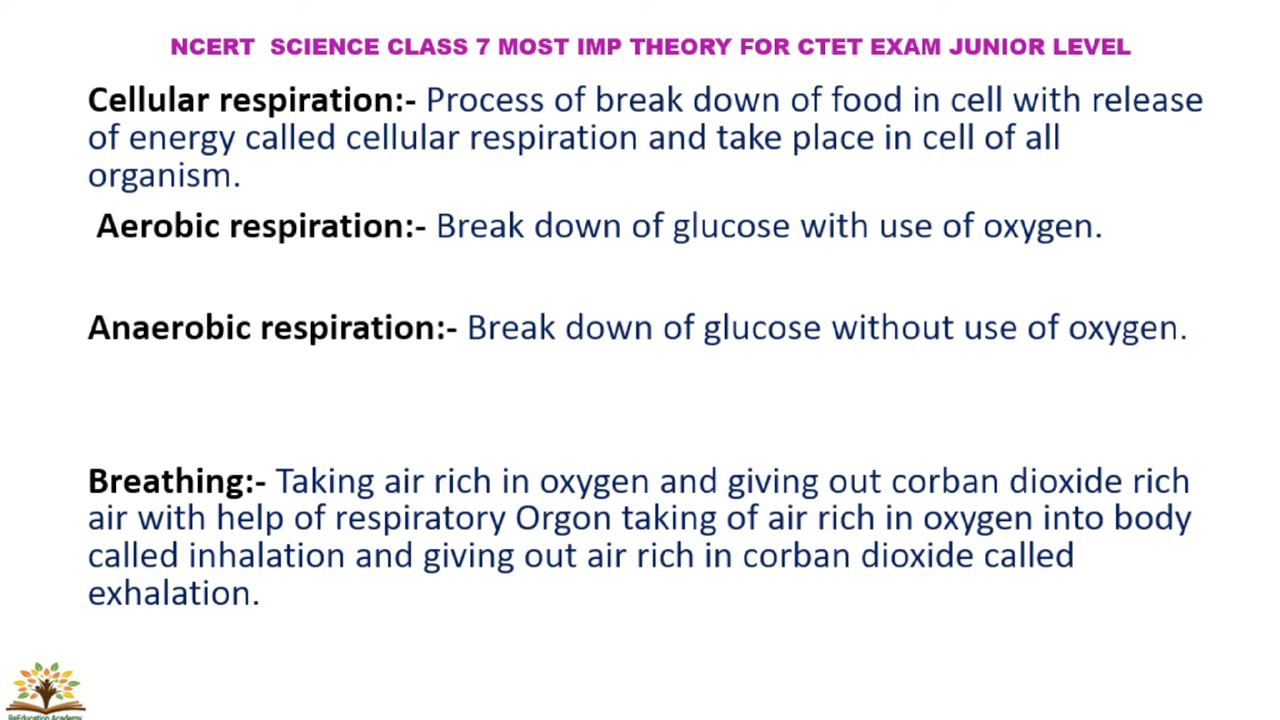 NCERT SCIENCE CLASS 7 MOST IMP THEORY FOR CTET EXAM JUNIOR LEVEL
Cellular respiration:- Process of break down of food in cell with release
of energy called cellular respiration and take place in cell of all
organism.
Aerobic respiration:- Break down of glucose with use of oxygen.
Anaerobic respiration:- Break down of glucose without use of oxygen.
Breathing:- Taking air rich in oxygen and giving out corban dioxide rich
air with help of respiratory Orgon taking of air rich in oxygen into body
called inhalation and giving out air rich in corban dioxide called
exhalation.
Education Academy